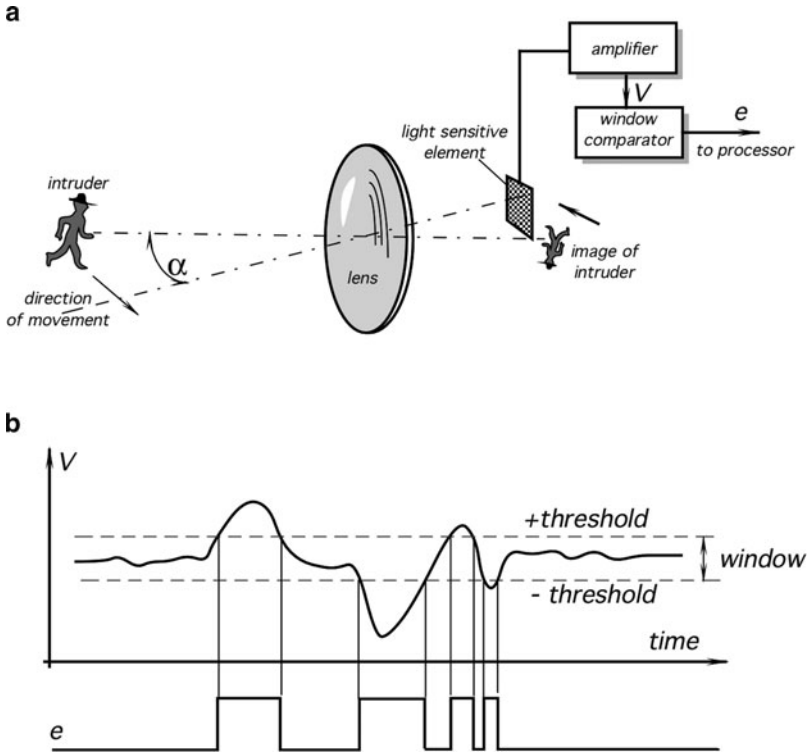 a
amplifier
V
window
comparator
e
to processor
light sensitive
element
intruder
α
lens
image of
intruder
direction
of movement
b
V
+threshold
window
- threshold
time
e